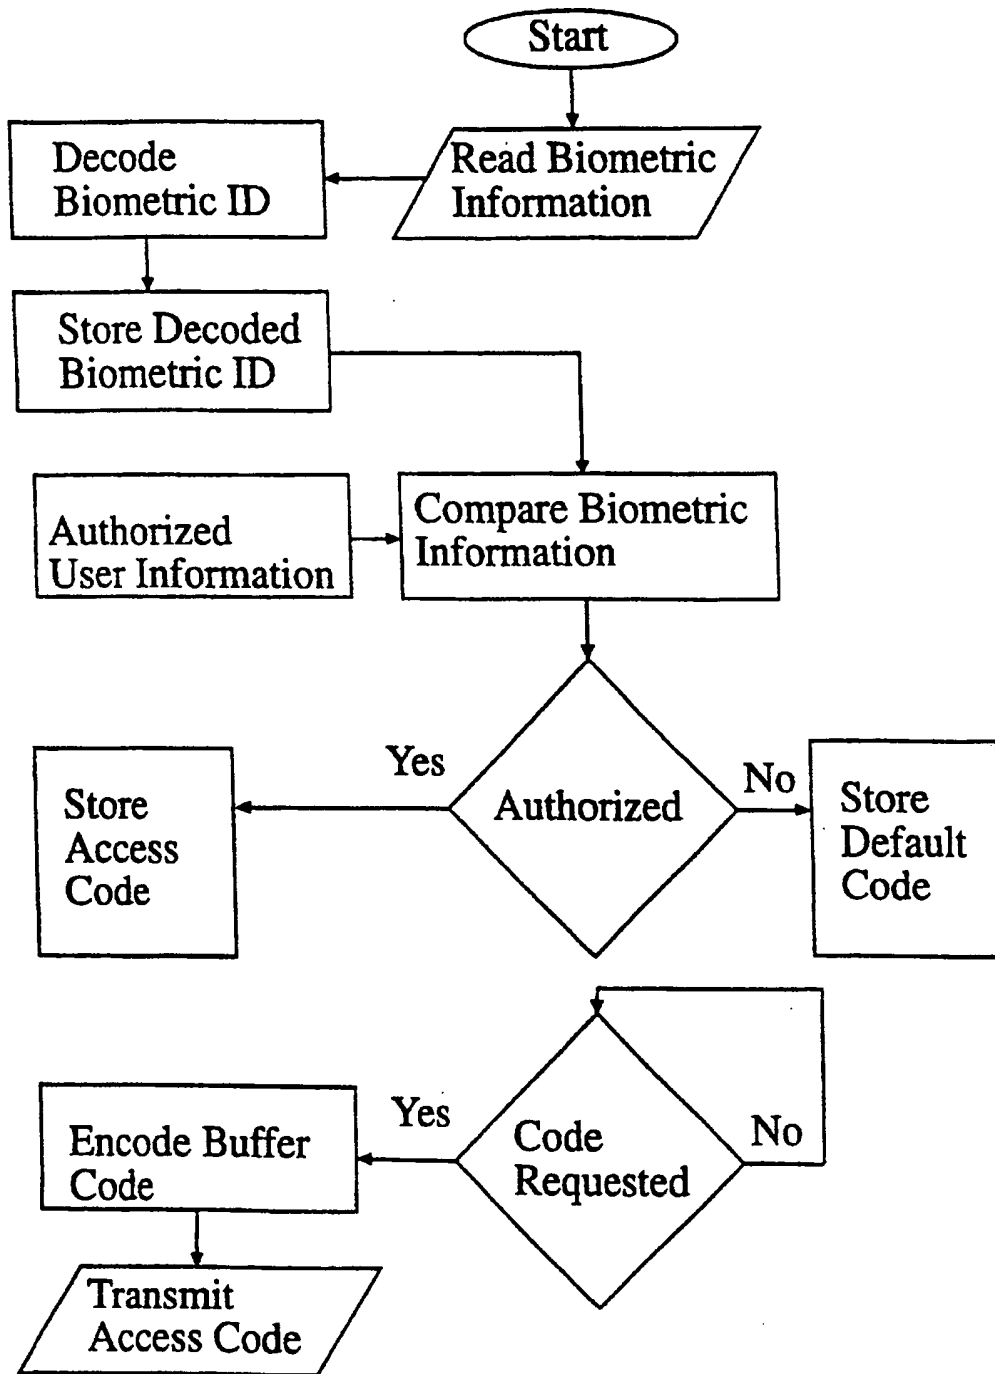 Start
Read Biometric
Information
Decode
Biometric ID
Store Decoded
Biometric ID
Authorized
User Information
Compare Biometric
Information
Authorized
Yes
No
Store
Access
Code
Store
Default
Code
Code
Requested
Yes
No
Encode Buffer
Code
Transmit
Access Code